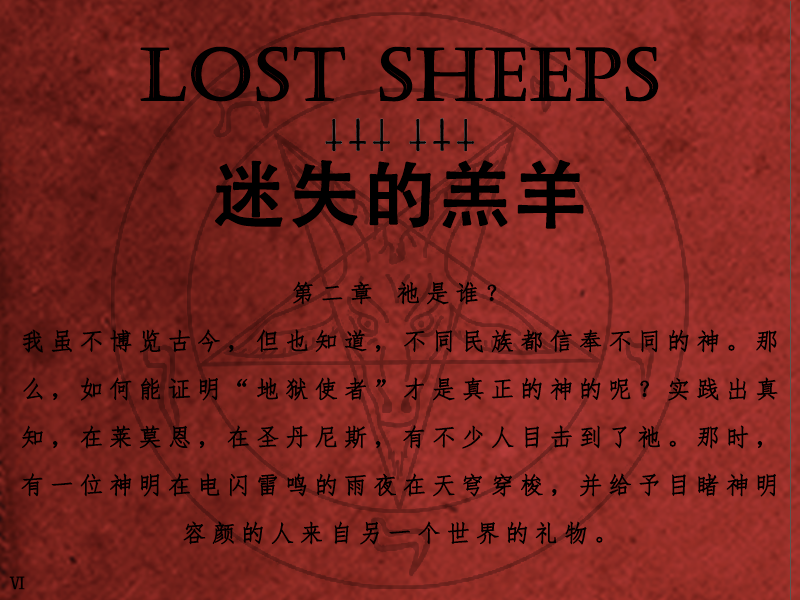 LOST SHEEPS
迷失的羔羊
第二章 祂是谁？
我虽不博览古今，但也知道，不同民族都信奉不同的神。那
么，如何能证明“地狱使者”才是真正的神的呢？实践出真
知，在莱莫恩，在圣丹尼斯，有不少人目击到了祂。那时，
有一位神明在电闪雷鸣的雨夜在天穹穿梭，并给予目睹神明
容颜的人来自另一个世界的礼物。
VI